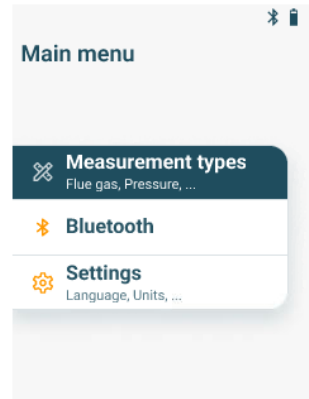 Main menu
Measurement types
Flue gas, Pressure, ...
Bluetooth
Settings
Language, Units, ...